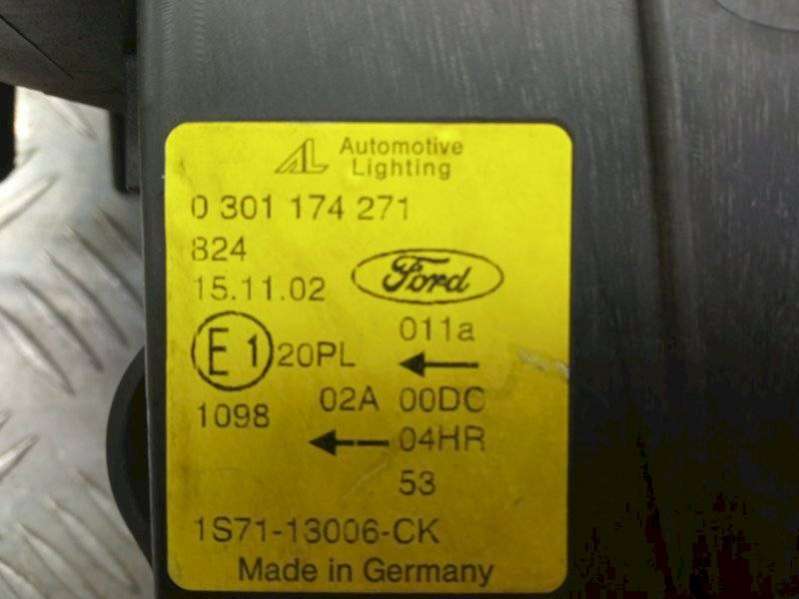 AL Automotive
Lighting
0 301 174 271
824
15.11.02
Ford
E1 20PL
011a
1098
02A 00DC
04HR
53
1S71-13006-CK
Made in Germany